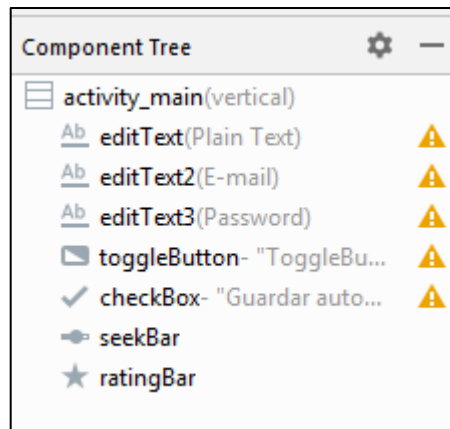 Component Tree
activity_main(vertical)
Ab editText(Plain Text)
Ab editText2(E-mail)
Ab editText3(Password)
toggleButton- "ToggleBu...
checkBox- "Guardar auto...
seekBar
ratingBar